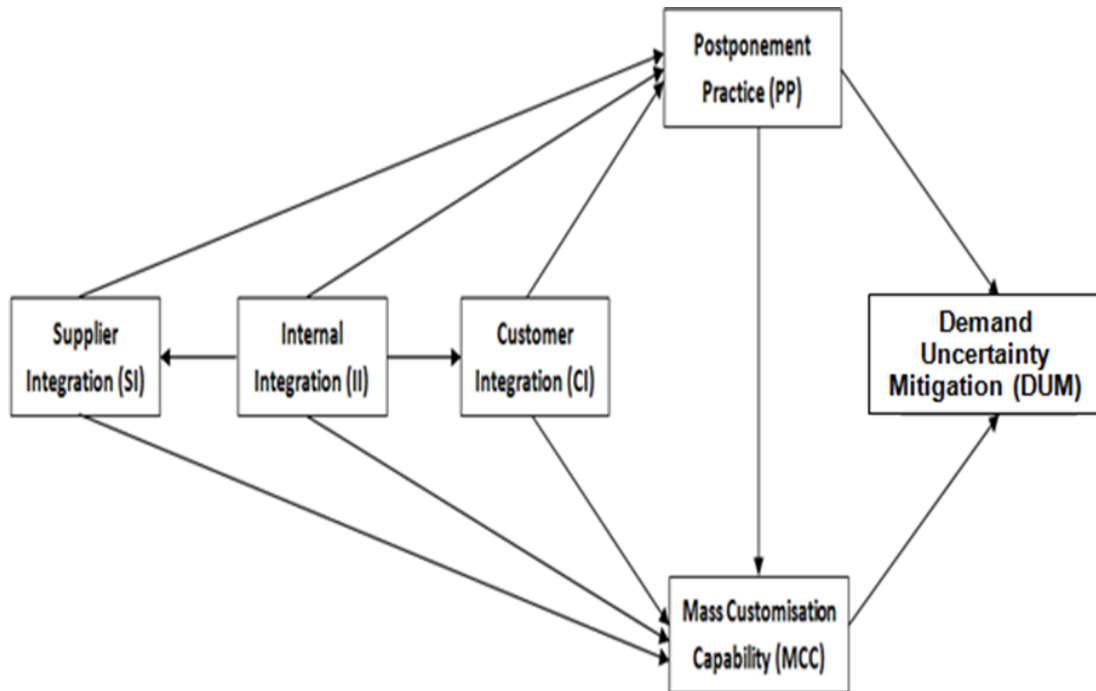 Postponement
Practice (PP)
Supplier
Integration (SI)
Internal
Integration (II)
Customer
Integration (CI)
Demand
Uncertainty
Mitigation (DUM)
Mass Customisation
Capability (MCC)